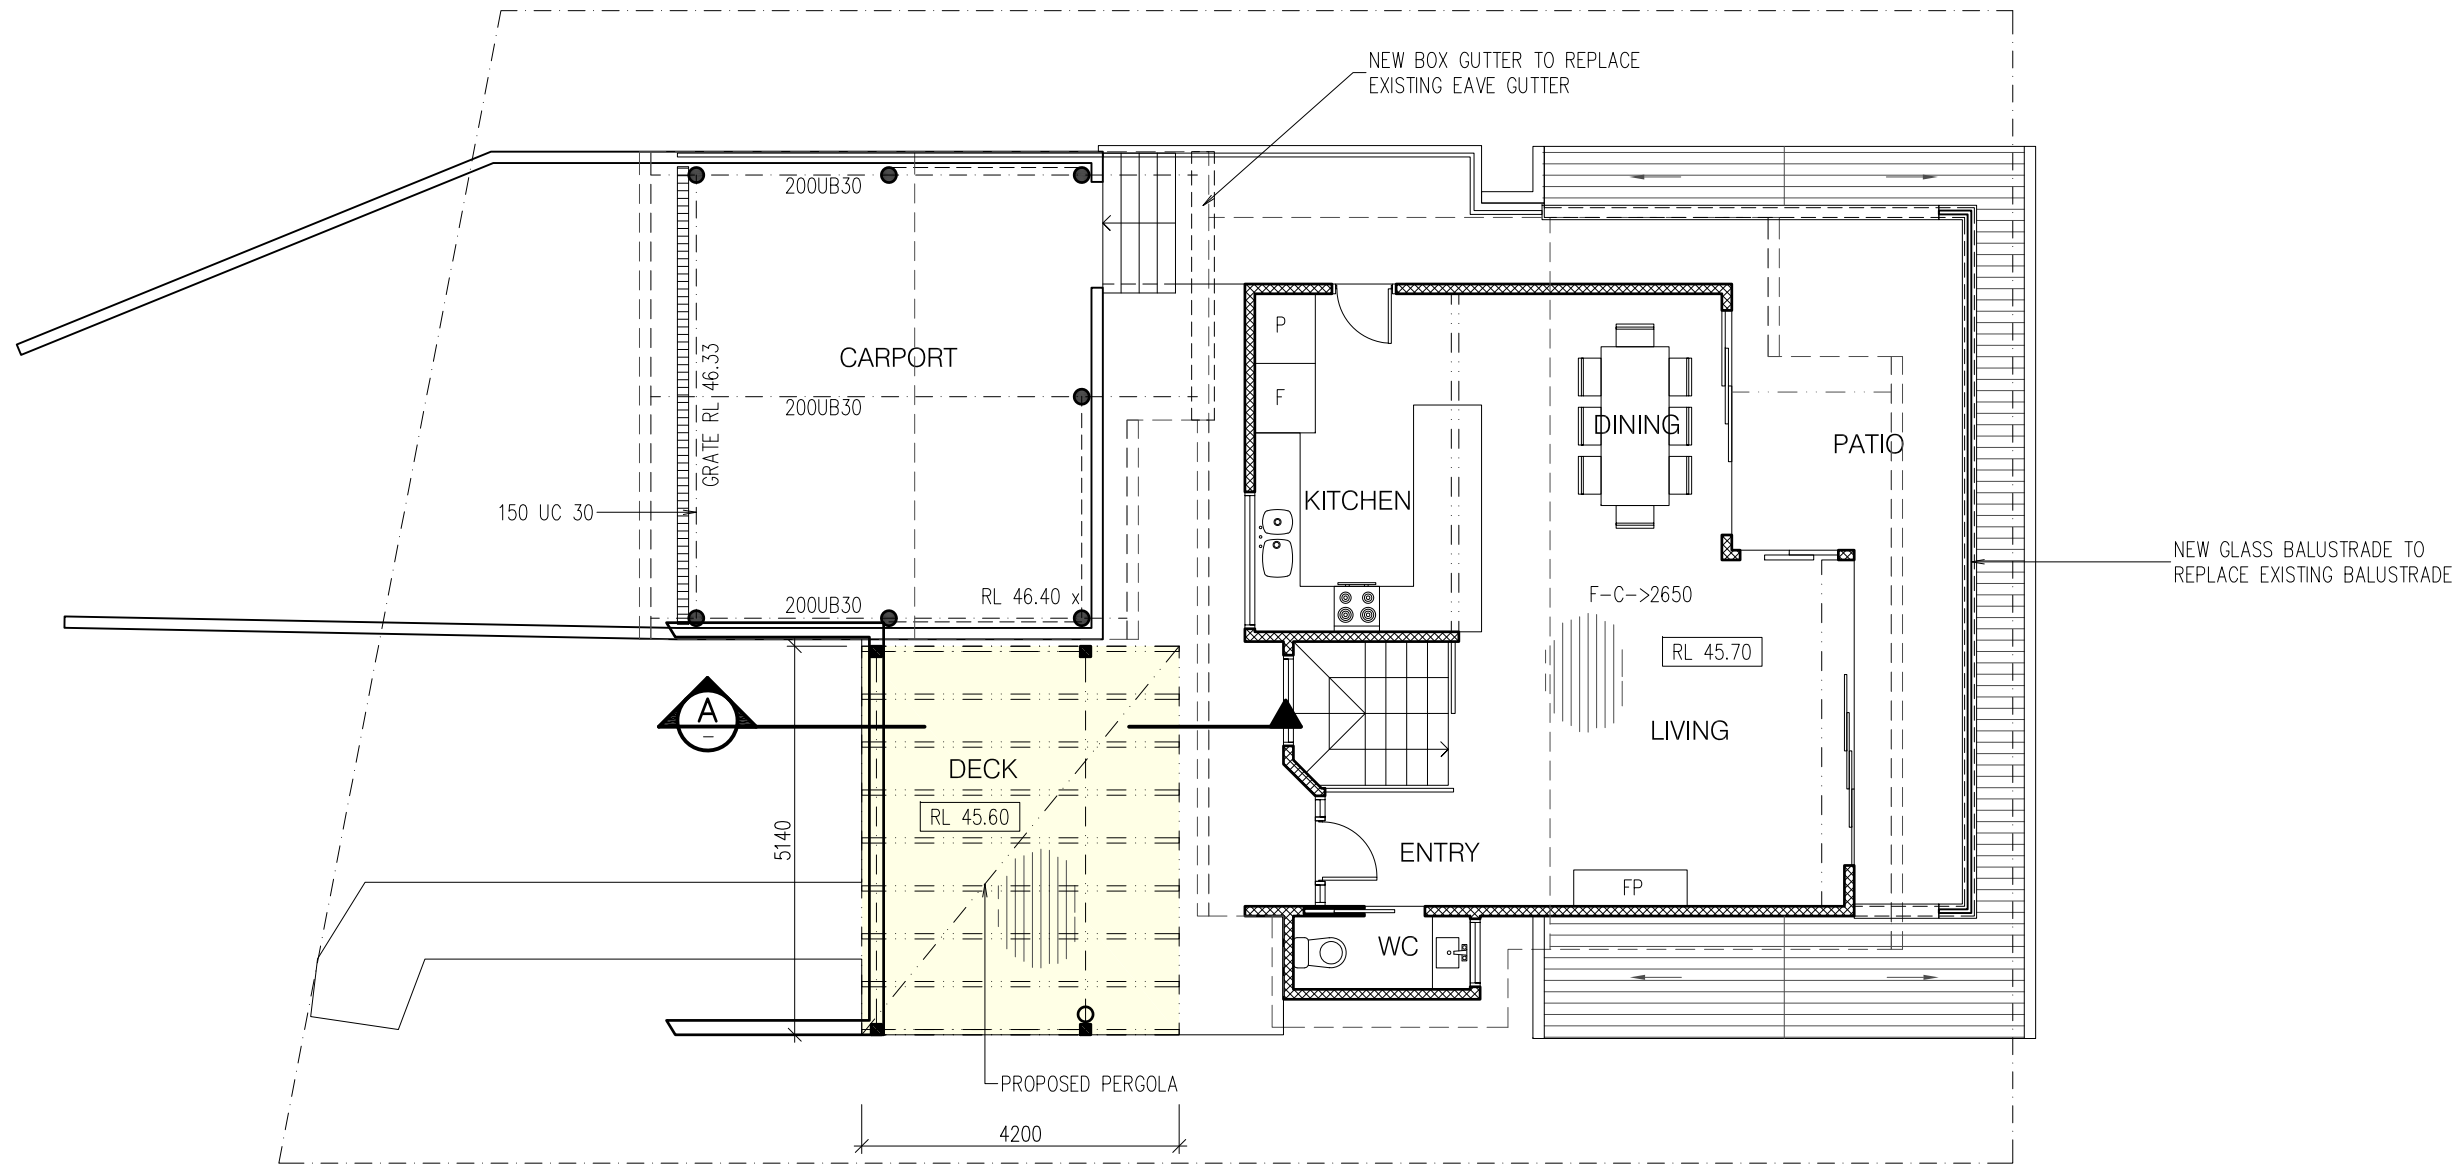 NEW BOX GUTTER TO REPLACE
EXISTING EAVE GUTTER
200UB30
P
GRATE RL 46.33
CARPORT
F
200UB30
DINING
PATIO
KITCHEN
150 UC 30
NEW GLASS BALUSTRADE TO
REPLACE EXISTING BALUSTRADE
RL 46.40 x
200UB30
F-C->2650
RL 45.70
A
–
LIVING
DECK
RL 45.60
5140
ENTRY
FP
WC
PROPOSED PERGOLA
4200